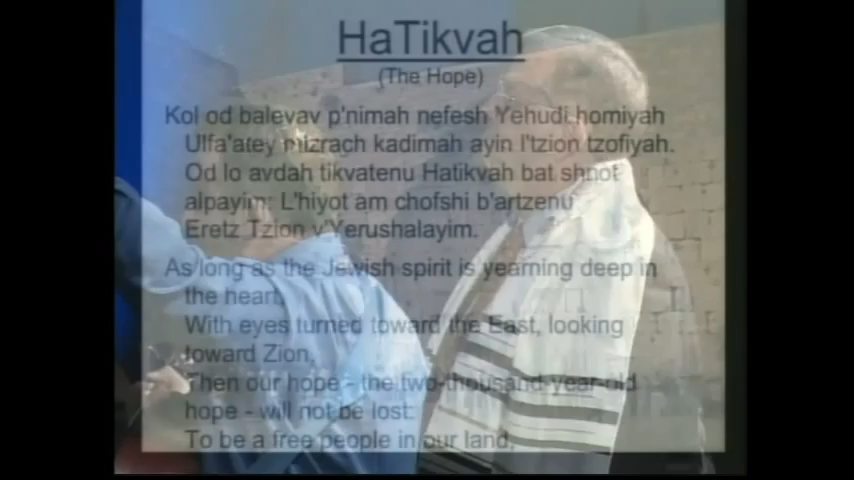 HaTikvah
(The Hope)
Kol od balevav p'nimah nefesh Yehudi homiyah
Ulfa'atey mizrach kadimah ayin l'tzion tzofiyah.
Od lo avdah tikvatenu Hatikvah bat shnot
alpayim: L'hiyot am chofshi b'artzenu
Eretz Tzion v'Yerushalayim.
As long as the Jewish spirit is yearning deep in
the heart,
With eyes turned toward the East, looking
toward Zion,
Then our hope - the two-thousand-year-old
hope - will not be lost:
To be a free people in our land,